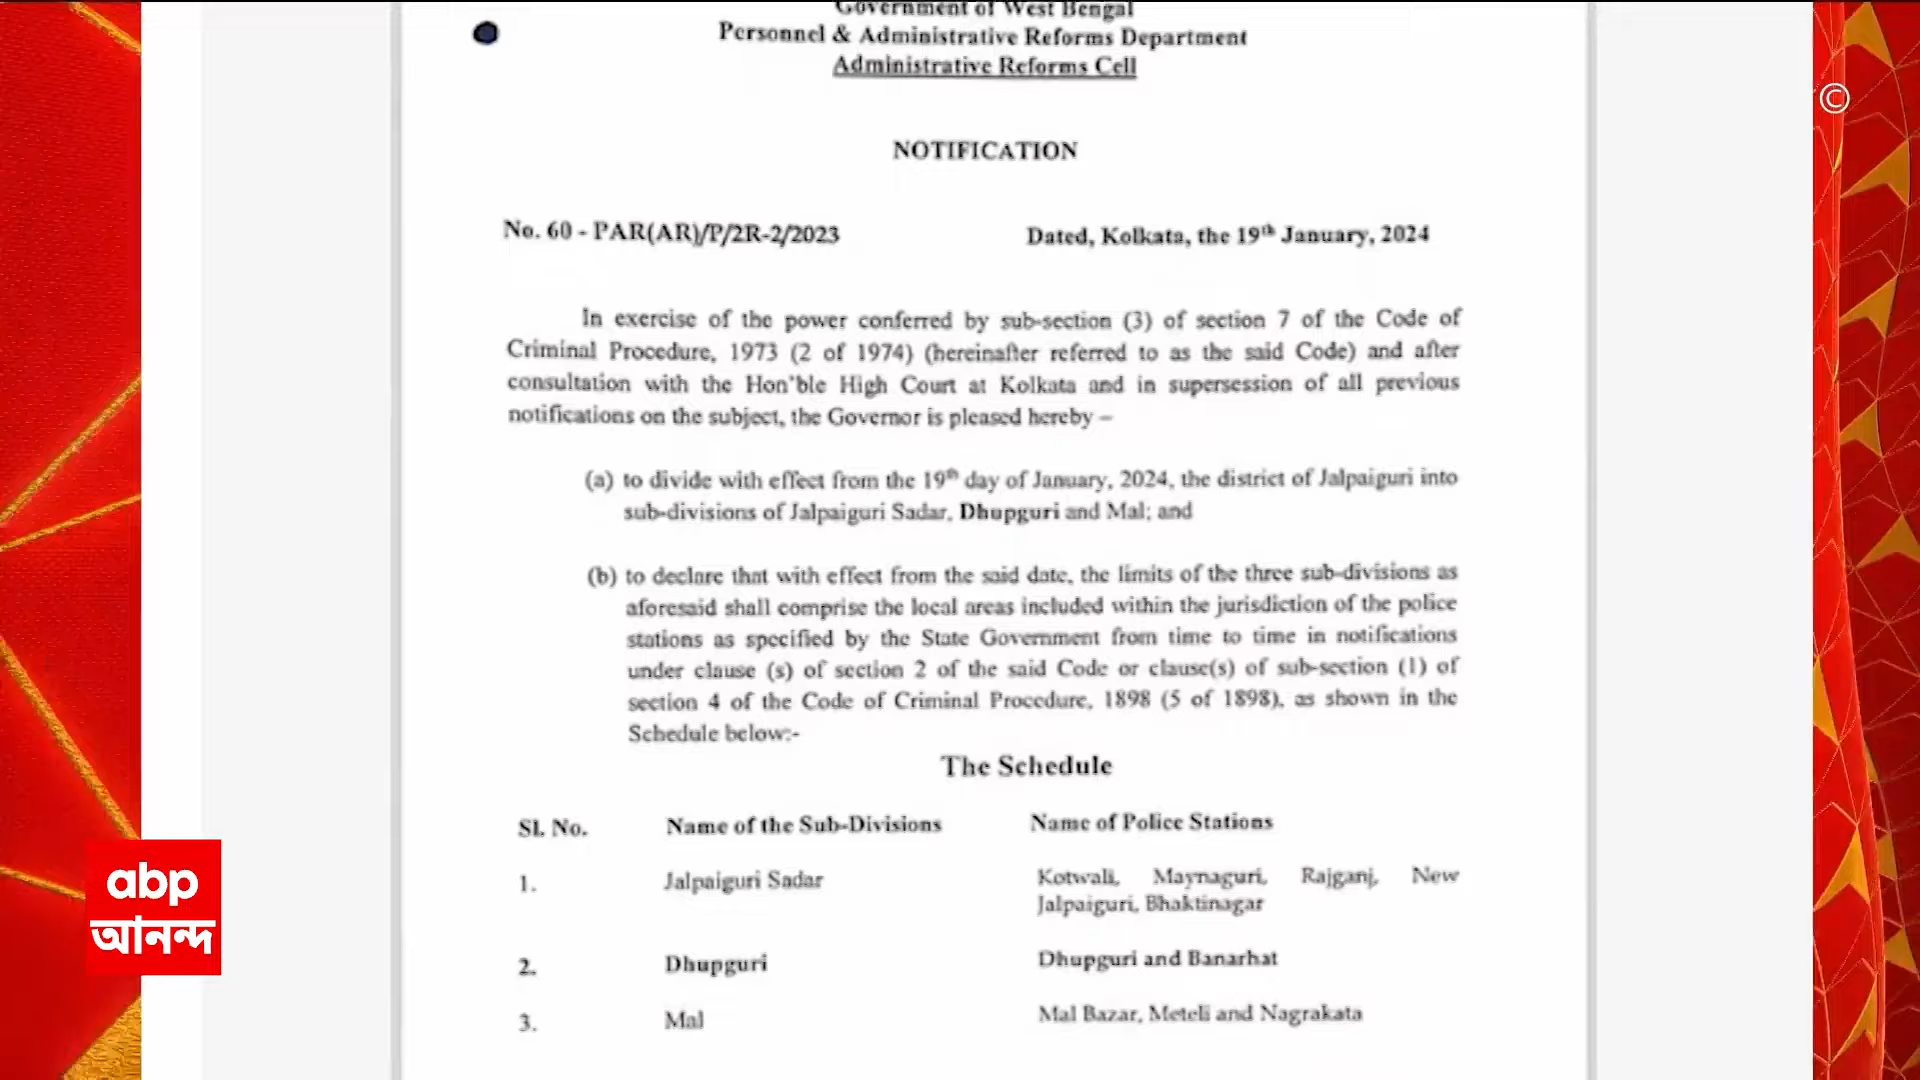 Government of West Bengal
Personnel & Administrative Reforms Department
Administrative Reforms Cell
©
NOTIFICATION
No. 60 - PAR(AR)/P/2R-2/2023 Dated, Kolkata, the 19th January, 2024
In exercise of the power conferred by sub-section (3) of section 7 of the Code of
Criminal Procedure, 1973 (2 of 1974) (hereinafter referred to as the said Code) and after
consultation with the Hon'ble High Court at Kolkata and in supersession of all previous
notifications on the subject, the Governor is pleased hereby –
(a) to divide with effect from the 19th day of January, 2024, the district of Jalpaiguri into
sub-divisions of Jalpaiguri Sadar, Dhupguri and Mal; and
(b) to declare that with effect from the said date, the limits of the three sub-divisions as
aforesaid shall comprise the local areas included within the jurisdiction of the police
stations as specified by the State Government from time to time in notifications
under clause (s) of section 2 of the said Code or clause(s) of sub-section (1) of
section 4 of the Code of Criminal Procedure, 1898 (5 of 1898), as shown in the
Schedule below:-
The Schedule
Sl. No. Name of the Sub-Divisions Name of Police Stations
1. Jalpaiguri Sadar Kotwali, Maynaguri, Rajganj, New
Jalpaiguri, Bhaktinagar
2. Dhupguri Dhupguri and Banarhat
3. Mal Mal Bazar, Meteli and Nagrakata
abp
আনন্দ